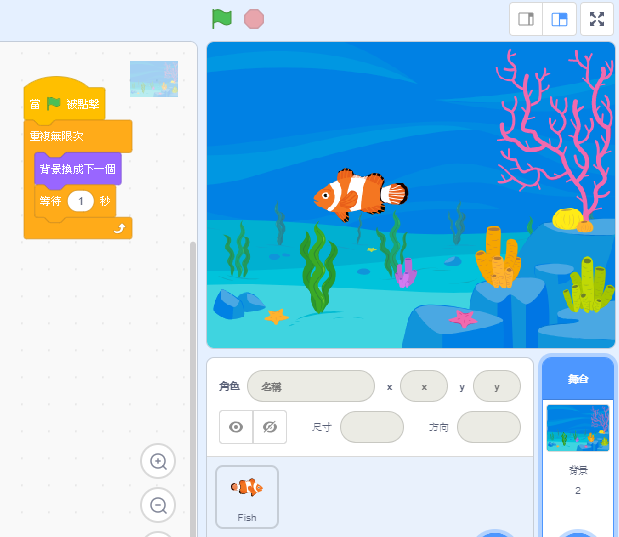 當 被點擊
重複無限次
背景換成下一個
等待 1 秒
角色 名稱 x x y y
尺寸 方向
Fish
舞台
背景
2